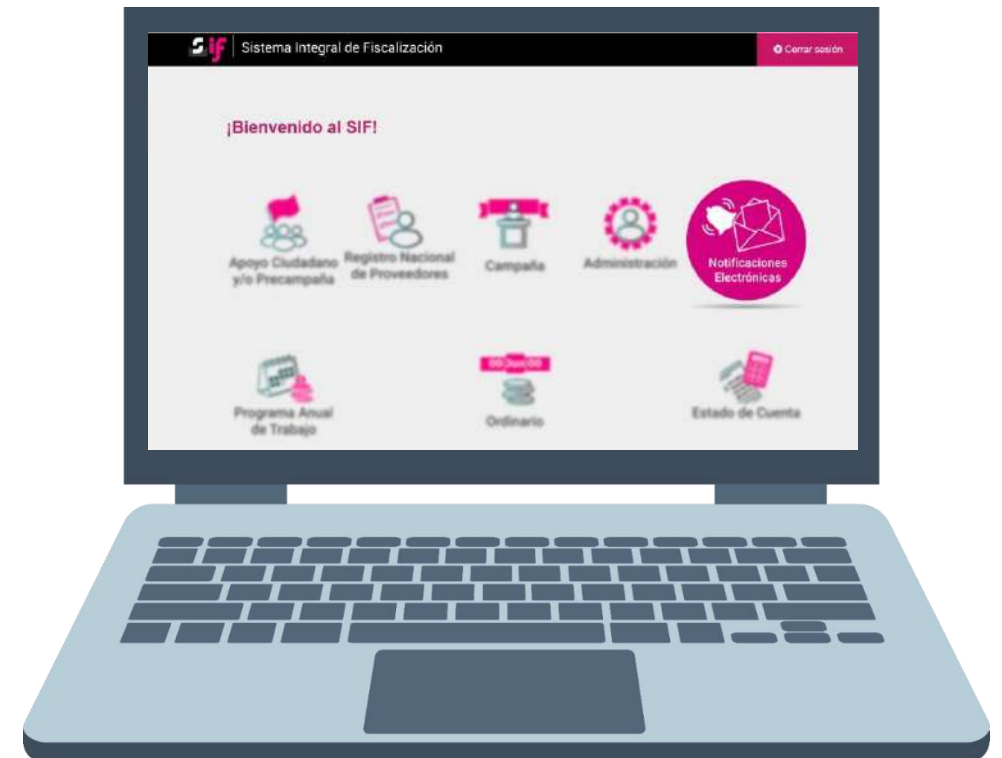 Sif Sistema Integral de Fiscalización
Cerrar sesión
¡Bienvenido al SIF!
Apoyo Ciudadano
y/o Precampaña
Registro Nacional
de Proveedores
Campaña
Administración
Notificaciones
Electrónicas
Programa Anual
de Trabajo
Ordinario
Estado de Cuenta